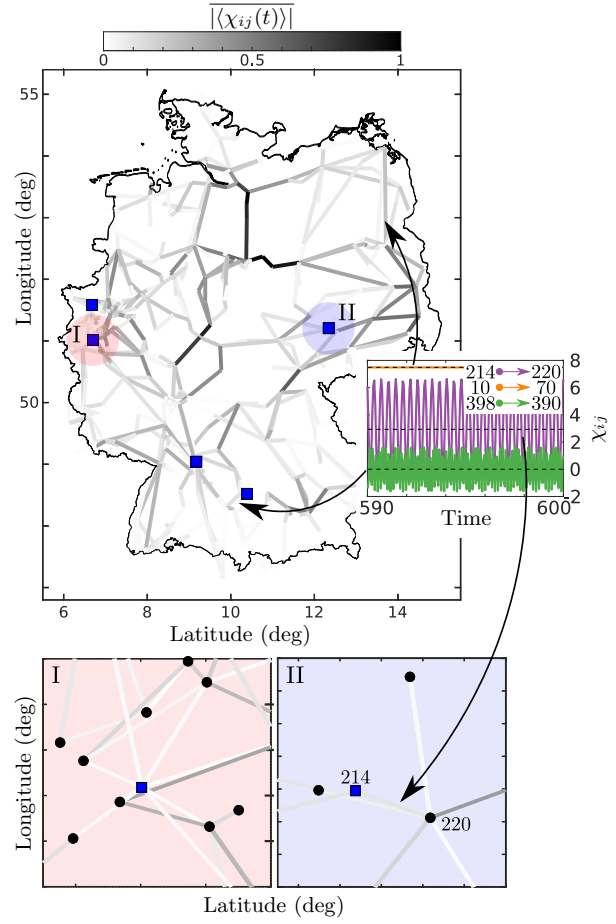 |⟨χij(t)⟩|
0 0.5 1
55
50
Longitude (deg)
I
II
6 8 10 12 14
Latitude (deg)
214 220
10 70
398 390
8
6
4
2
0
-2
χij
590 600
Time
I
II
214
220
Longitude (deg)
Latitude (deg)